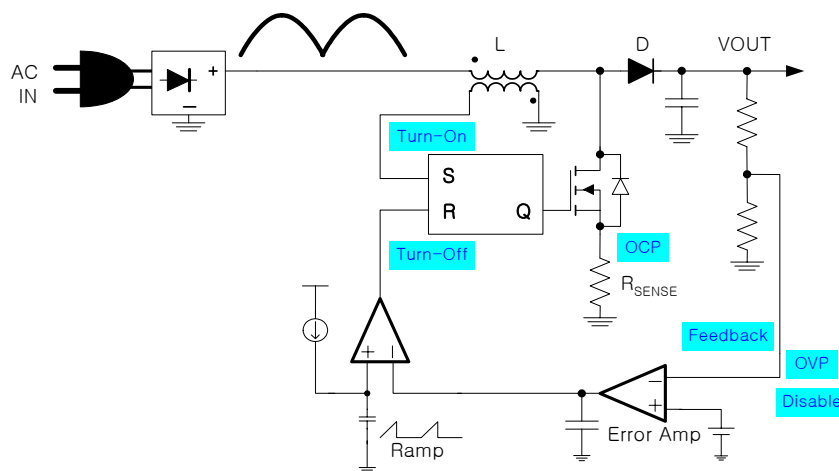 L
D
VOUT
AC
IN
+
−
Turn-On
S
R
Q
Turn-Off
OCP
RSENSE
Feedback
OVP
Disable
+
−
−
+
Error Amp
Ramp